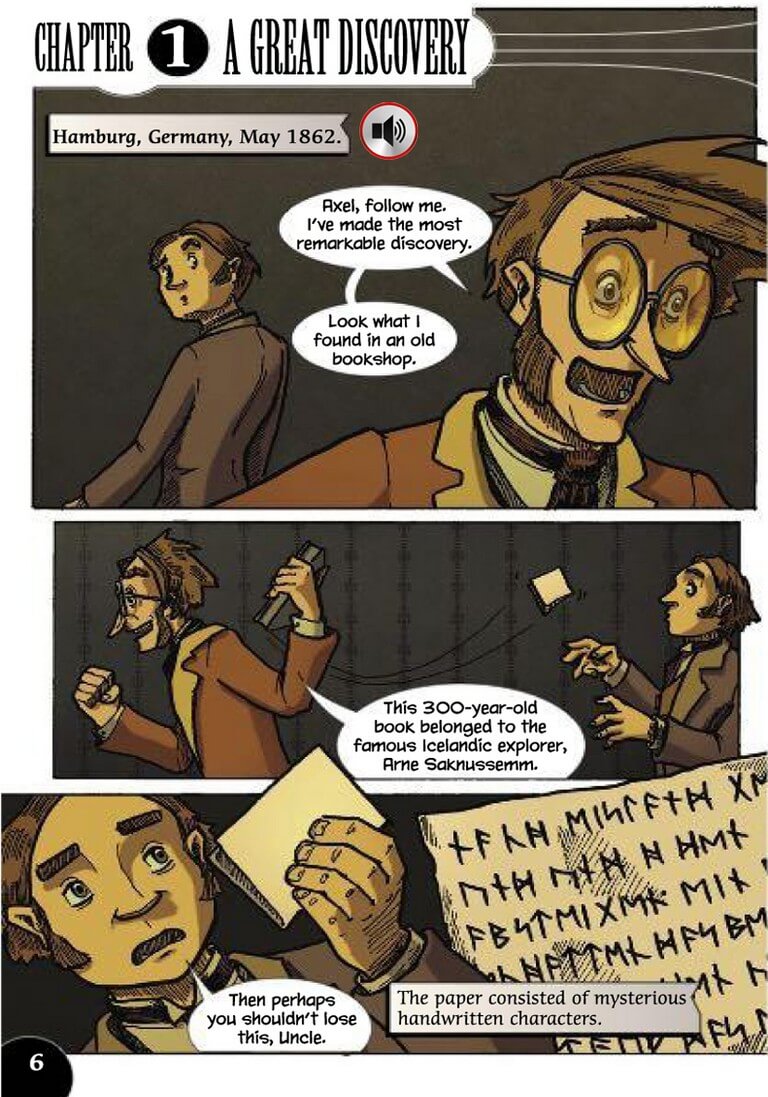 CHAPTER 1 A GREAT DISCOVERY
Hamburg, Germany, May 1862.
Axel, follow me.
I've made the most
remarkable discovery.
Look what I
found in an old
bookshop.
This 300-year-old
book belonged to the
famous Icelandic explorer,
Arne Saknussemm.
Then perhaps
you shouldn't lose
this, Uncle.
The paper consisted of mysterious
handwritten characters.
6